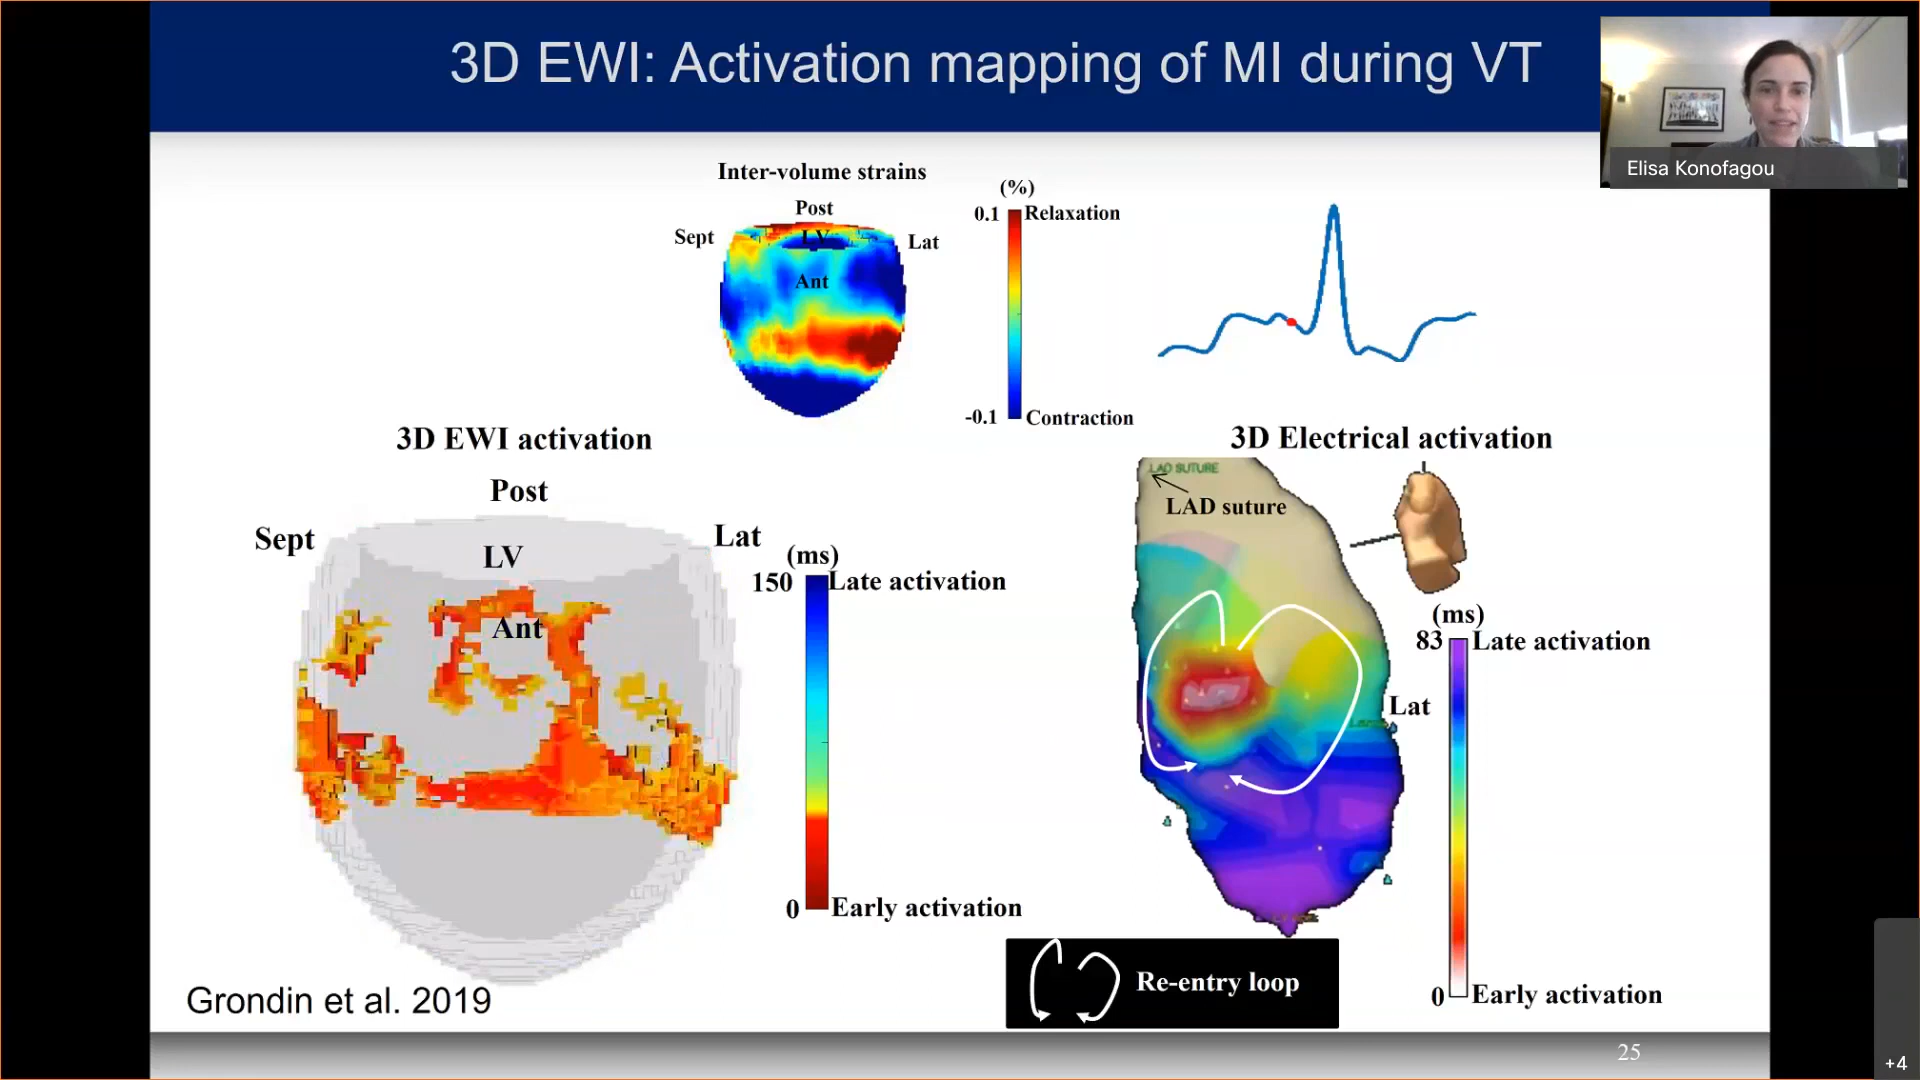 3D EWI: Activation mapping of MI during VT
Elisa Konofagou
Inter-volume strains
Post
Sept
LV
Lat
Ant
(%)
0.1
Relaxation
-0.1
Contraction
3D EWI activation
Post
Sept
Lat
LV
Ant
(ms)
150
Late activation
0
Early activation
3D Electrical activation
LAD SUTURE
LAD suture
Lat
(ms)
83
Late activation
0
Early activation
Re-entry loop
Grondin et al. 2019
25
+4